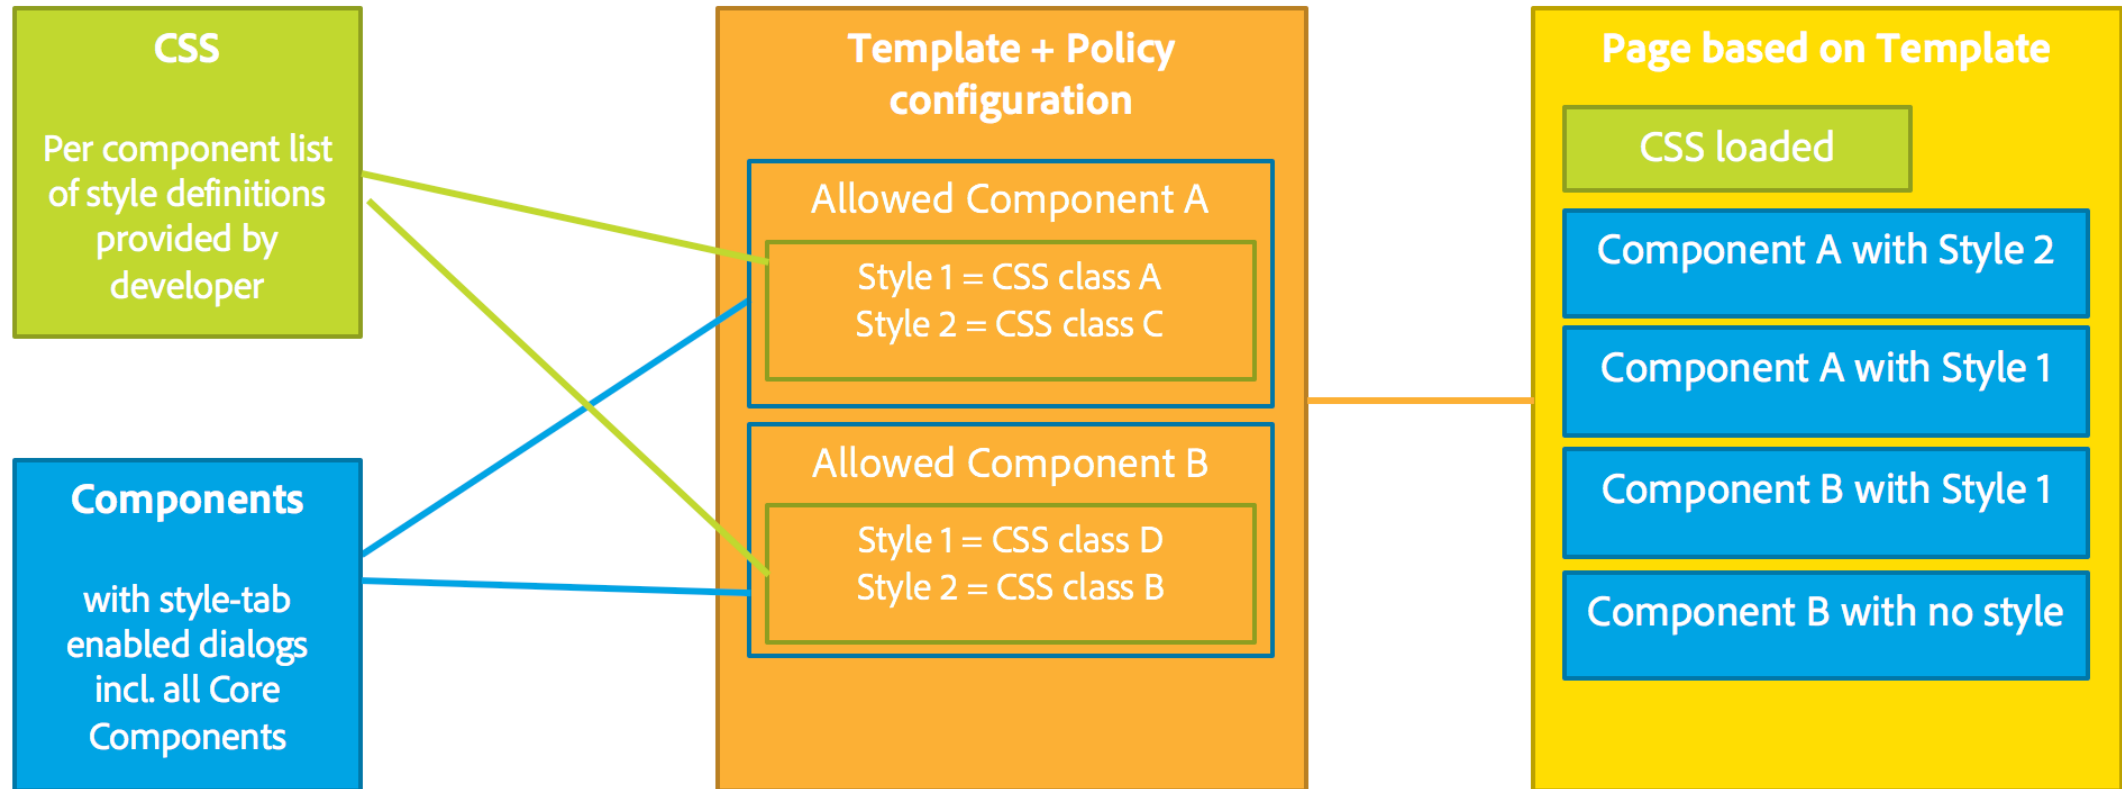 CSS
Per component list
of style definitions
provided by
developer
Components
with style-tab
enabled dialogs
incl. all Core
Components
Template + Policy
configuration
Allowed Component A
Style 1 = CSS class A
Style 2 = CSS class C
Allowed Component B
Style 1 = CSS class D
Style 2 = CSS class B
Page based on Template
CSS loaded
Component A with Style 2
Component A with Style 1
Component B with Style 1
Component B with no style